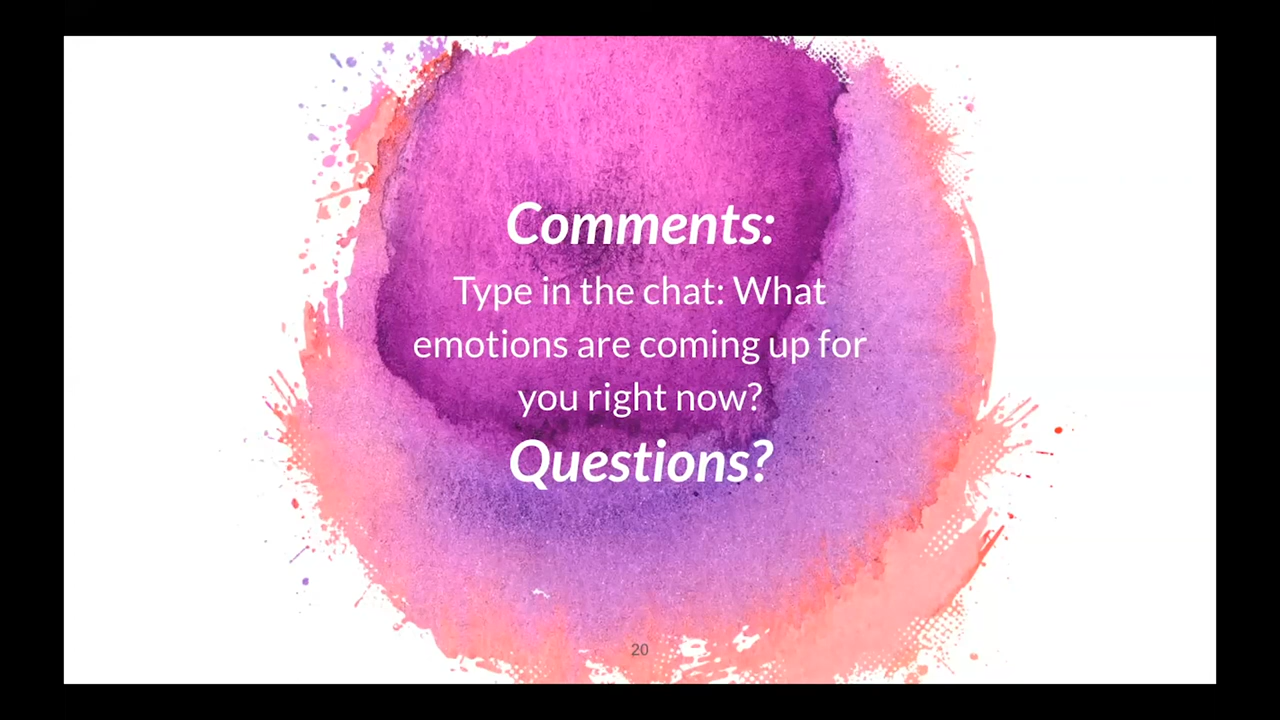 Comments:
Type in the chat: What
emotions are coming up for
you right now?
Questions?
20